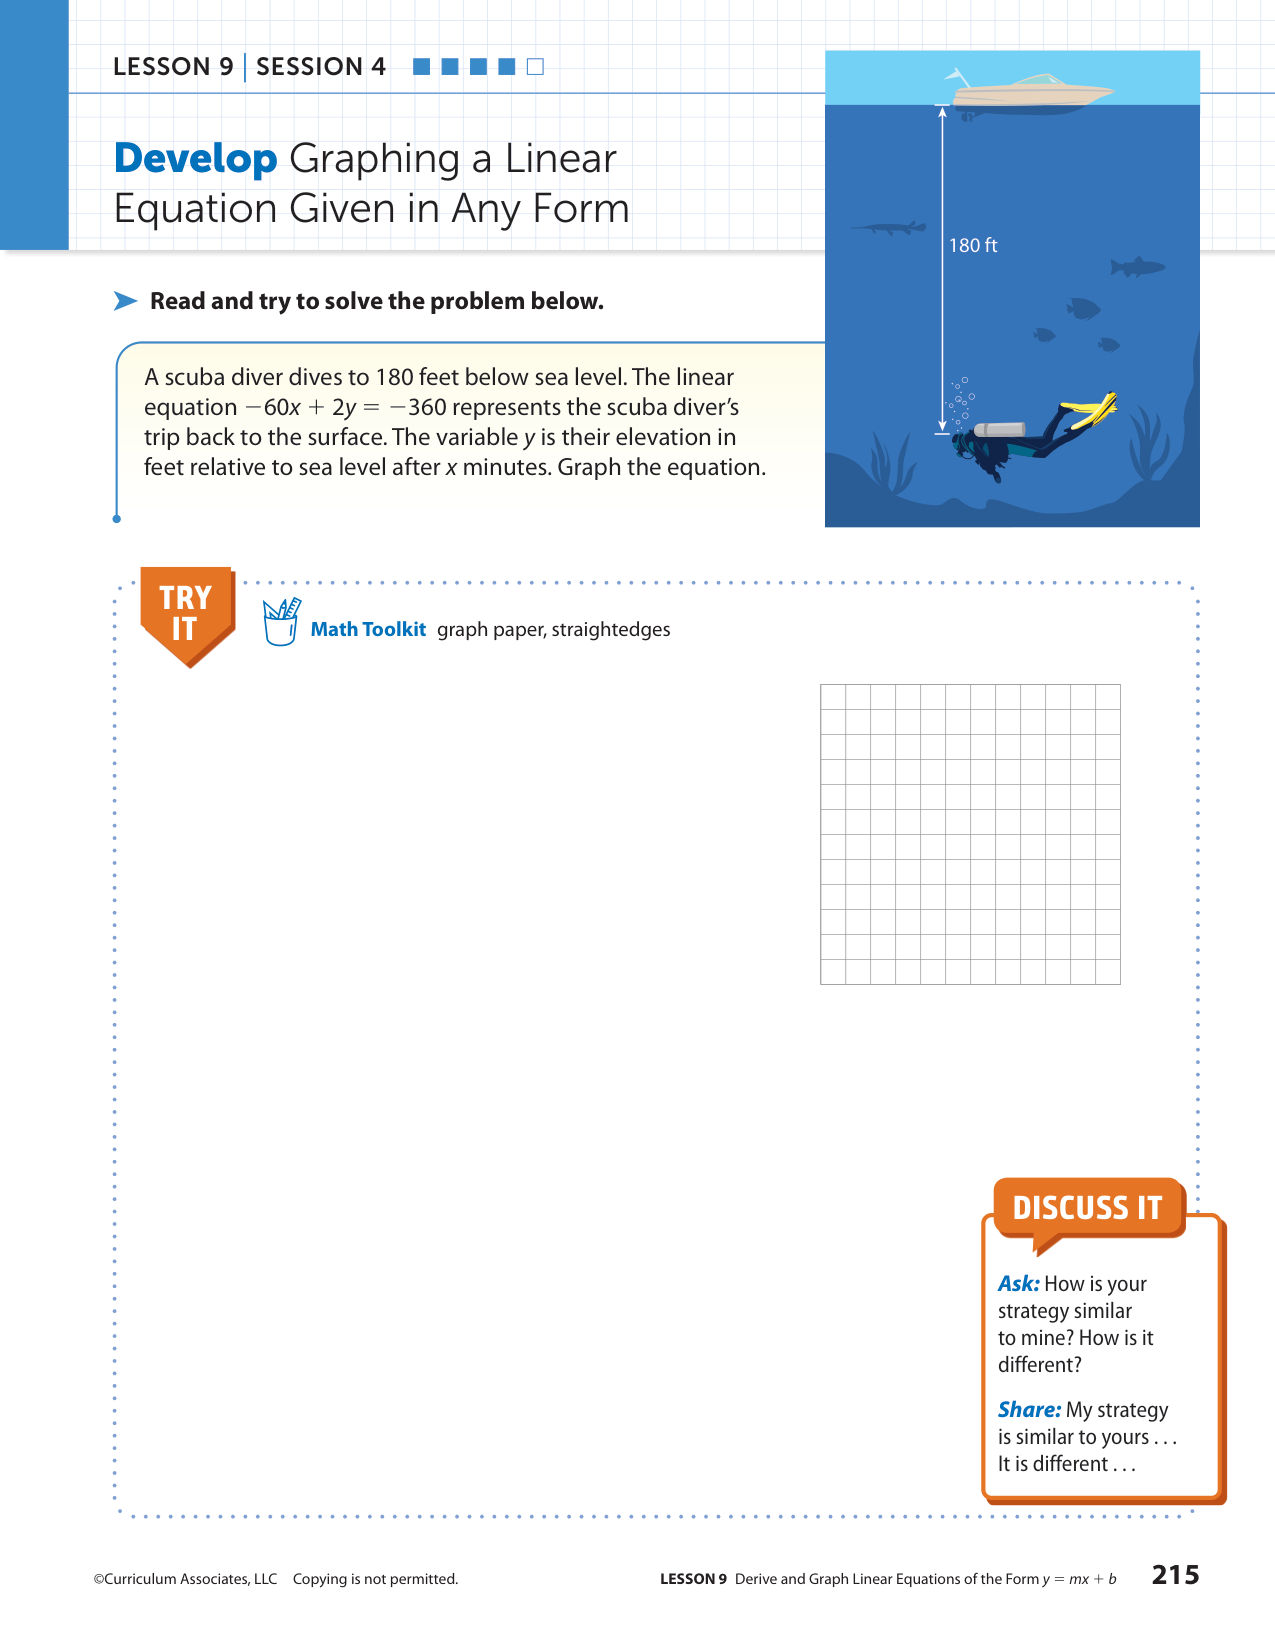 LESSON 9 | SESSION 4
Develop Graphing a Linear
Equation Given in Any Form
180 ft
Read and try to solve the problem below.
A scuba diver dives to 180 feet below sea level. The linear
equation −60x + 2y = −360 represents the scuba diver’s
trip back to the surface. The variable y is their elevation in
feet relative to sea level after x minutes. Graph the equation.
TRY
IT
Math Toolkit graph paper, straightedges
DISCUSS IT
Ask: How is your
strategy similar
to mine? How is it
different?
Share: My strategy
is similar to yours . . .
It is different . . .
©Curriculum Associates, LLC Copying is not permitted.
LESSON 9 Derive and Graph Linear Equations of the Form y = mx + b
215